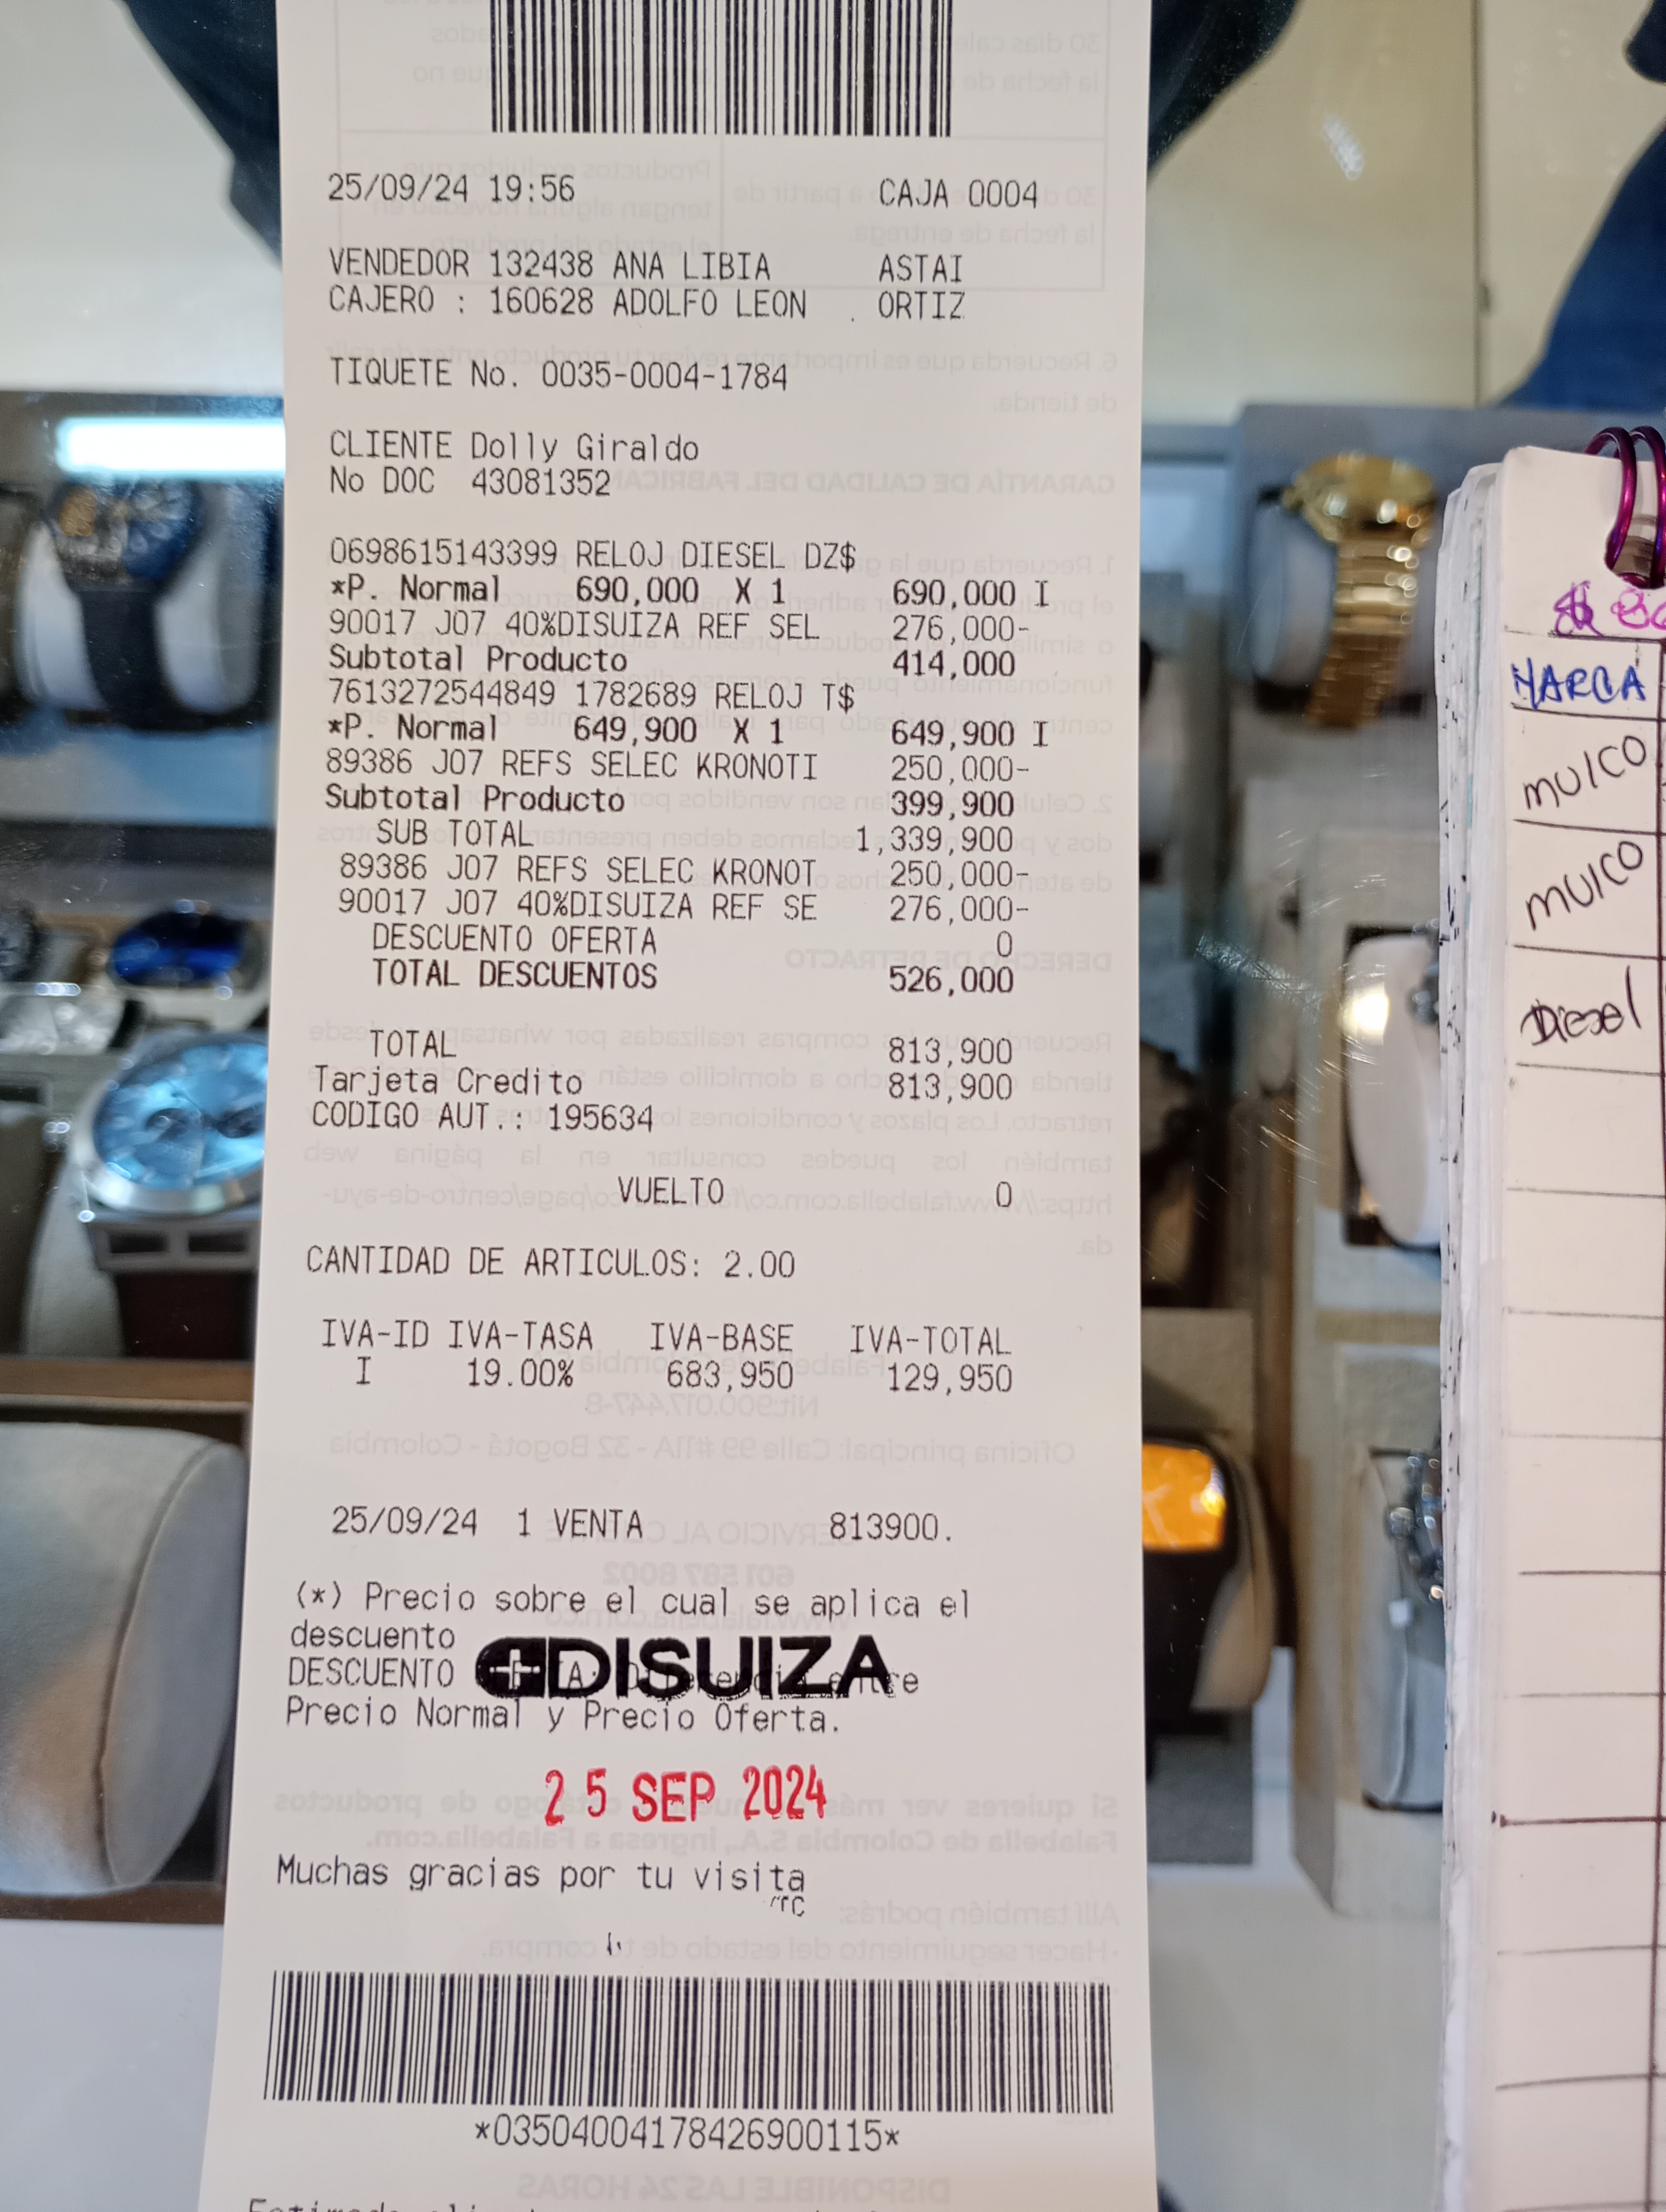 25/09/24 19:56 CAJA 0004
VENDEDOR 132438 ANA LIBIA ASTAI
CAJERO : 160628 ADOLFO LEON . ORTIZ
TIQUETE No. 0035-0004-1784
CLIENTE Dolly Giraldo
No DOC 43081352
0698615143399 RELOJ DIESEL DZ$
*P. Normal 690,000 X 1 690,000 I
90017 J07 40%DISUIZA REF SEL 276,000-
Subtotal Producto 414,000
7613272544849 1782689 RELOJ T$
*P. Normal 649,900 X 1 649,900 I
89386 J07 REFS SELEC KRONOTI 250,000-
Subtotal Producto 399,900
SUB TOTAL 1,339,900
89386 J07 REFS SELEC KRONOT 250,000-
90017 J07 40%DISUIZA REF SE 276,000-
DESCUENTO OFERTA 0
TOTAL DESCUENTOS 526,000
TOTAL 813,900
Tarjeta Credito 813,900
CODIGO AUT.: 195634
VUELTO 0
CANTIDAD DE ARTICULOS: 2.00
IVA-ID IVA-TASA IVA-BASE IVA-TOTAL
I 19.00% 683,950 129,950
25/09/24 1 VENTA 813900.
(*) Precio sobre el cual se aplica el
descuento
DESCUENTO
DISUIZA
Precio Normal y Precio Oferta.
25 SEP 2024
Muchas gracias por tu visita
*03504004178426900115*
MARCA
MULCO
MULCO
Diesel